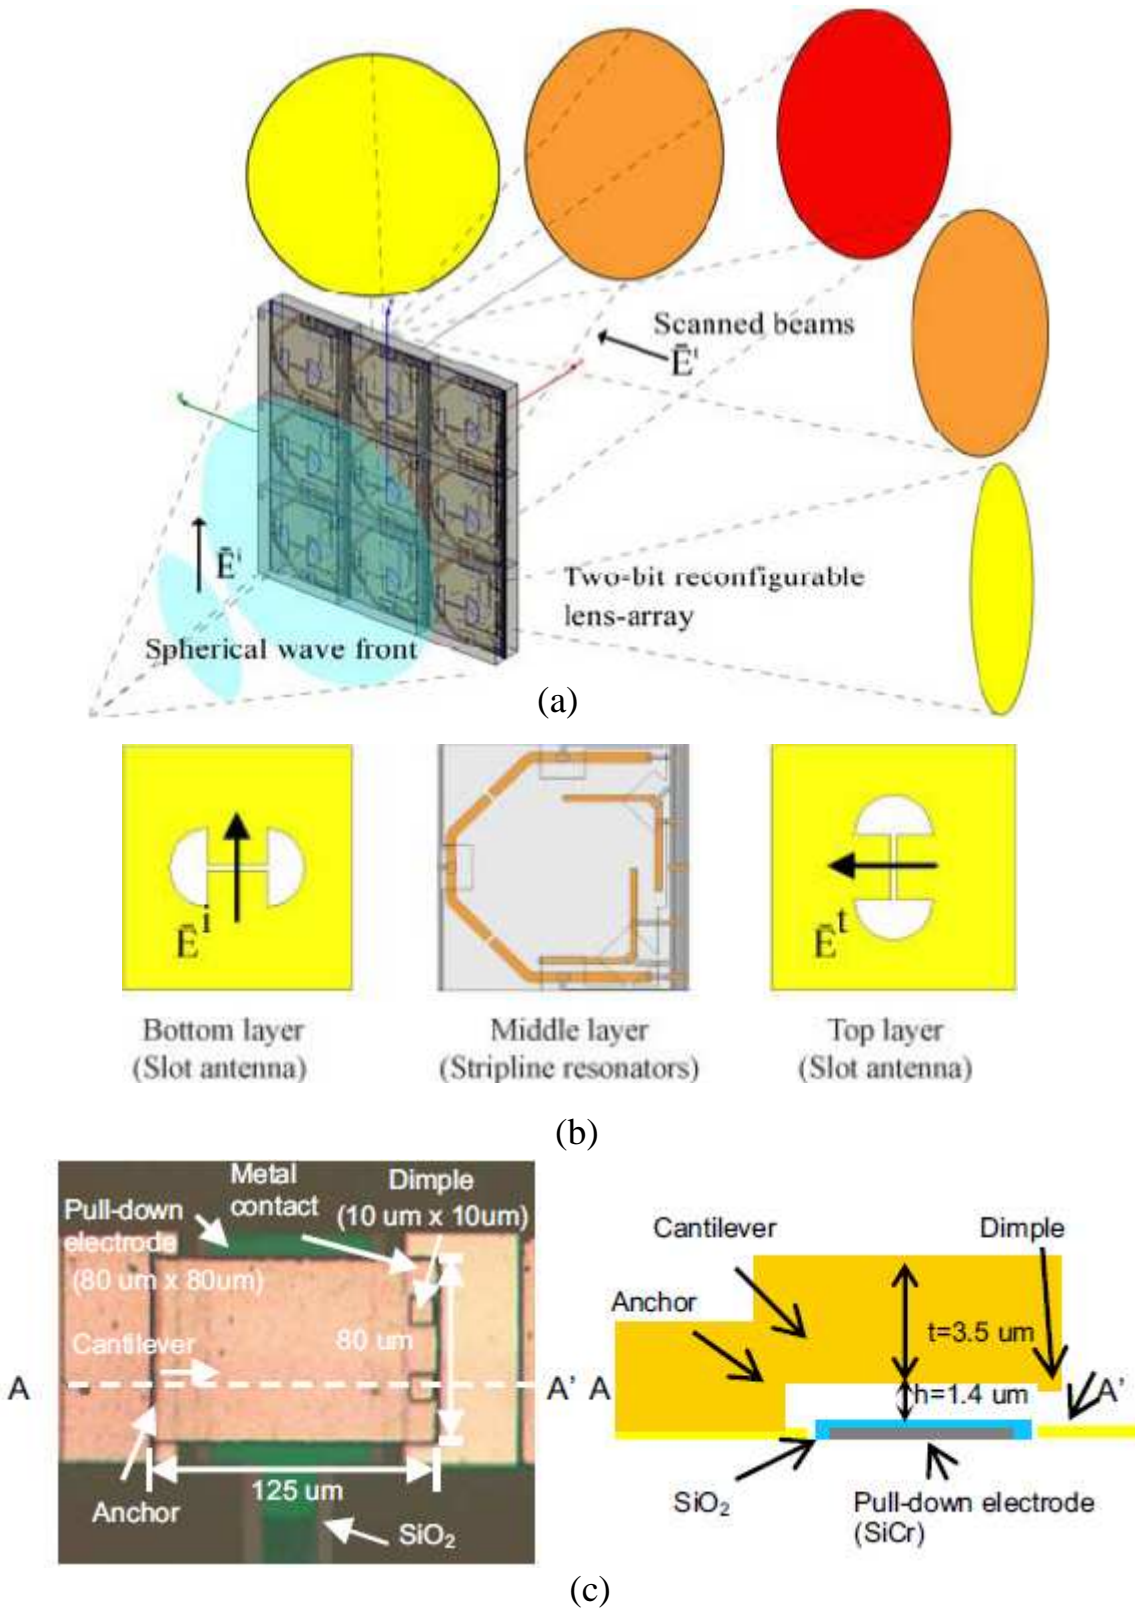 Scanned beams
Ēⁱ
Ēⁱ
Two-bit reconfigurable
lens-array
Spherical wave front
(a)
Ēⁱ
Ēᵗ
Bottom layer
(Slot antenna)
Middle layer
(Stripline resonators)
Top layer
(Slot antenna)
(b)
Metal
contact
Dimple
(10 um x 10um)
Pull-down
electrode
(80 um x 80um)
80 um
Cantilever
A
A'
125 um
Anchor
SiO₂
Cantilever
Dimple
Anchor
t=3.5 um
A
h=1.4 um
A'
SiO₂
Pull-down electrode
(SiCr)
(c)